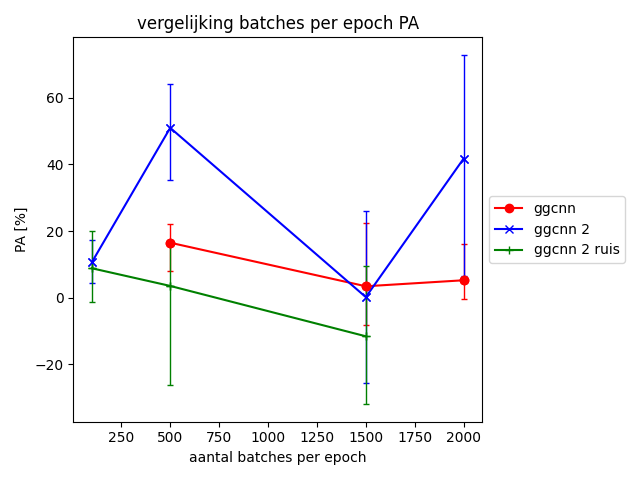 vergelijking batches per epoch PA
PA [%]
60
40
20
0
−20
250 500 750 1000 1250 1500 1750 2000
aantal batches per epoch
ggcnn
ggcnn 2
ggcnn 2 ruis